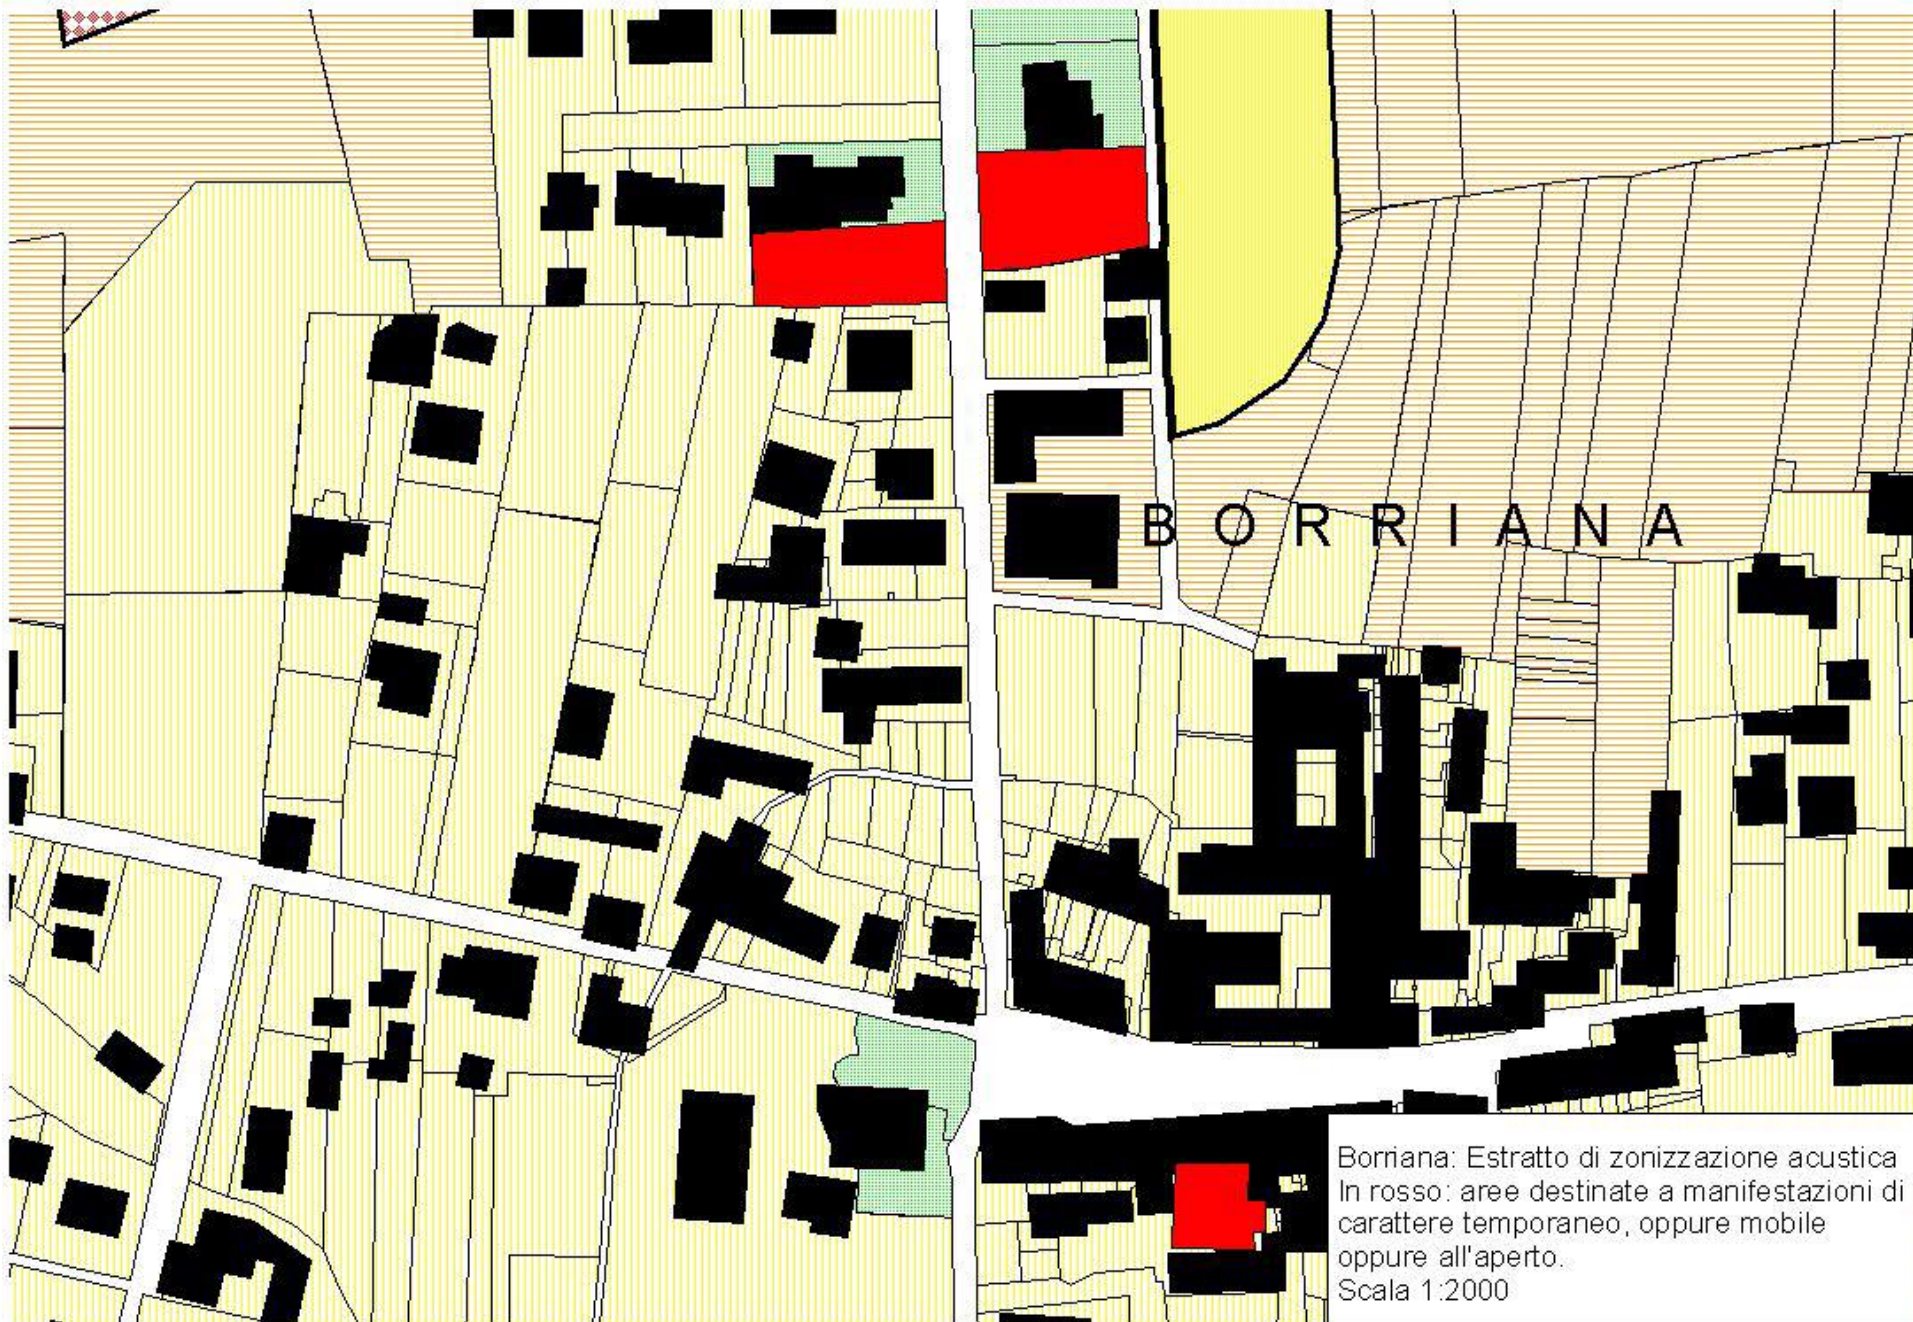 BORRIANA
Borriana: Estratto di zonizzazione acustica
In rosso: aree destinate a manifestazioni di
carattere temporaneo, oppure mobile
oppure all'aperto.
Scala 1:2000